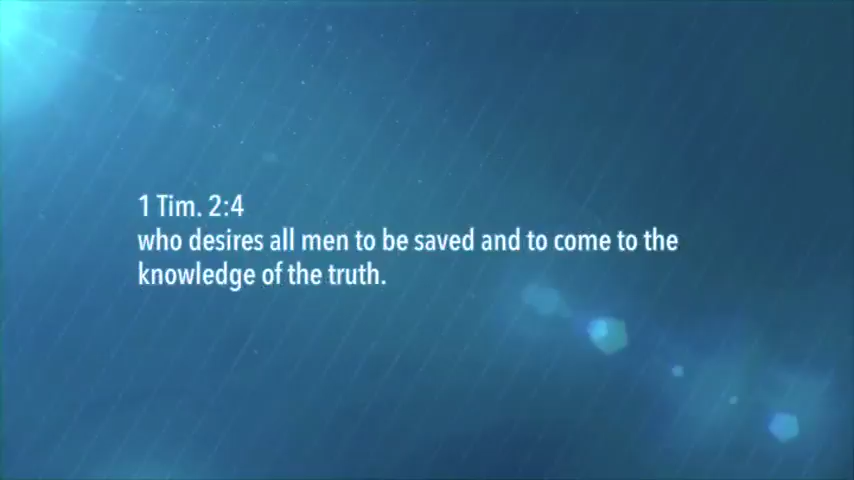 1 Tim. 2:4
who desires all men to be saved and to come to the
knowledge of the truth.